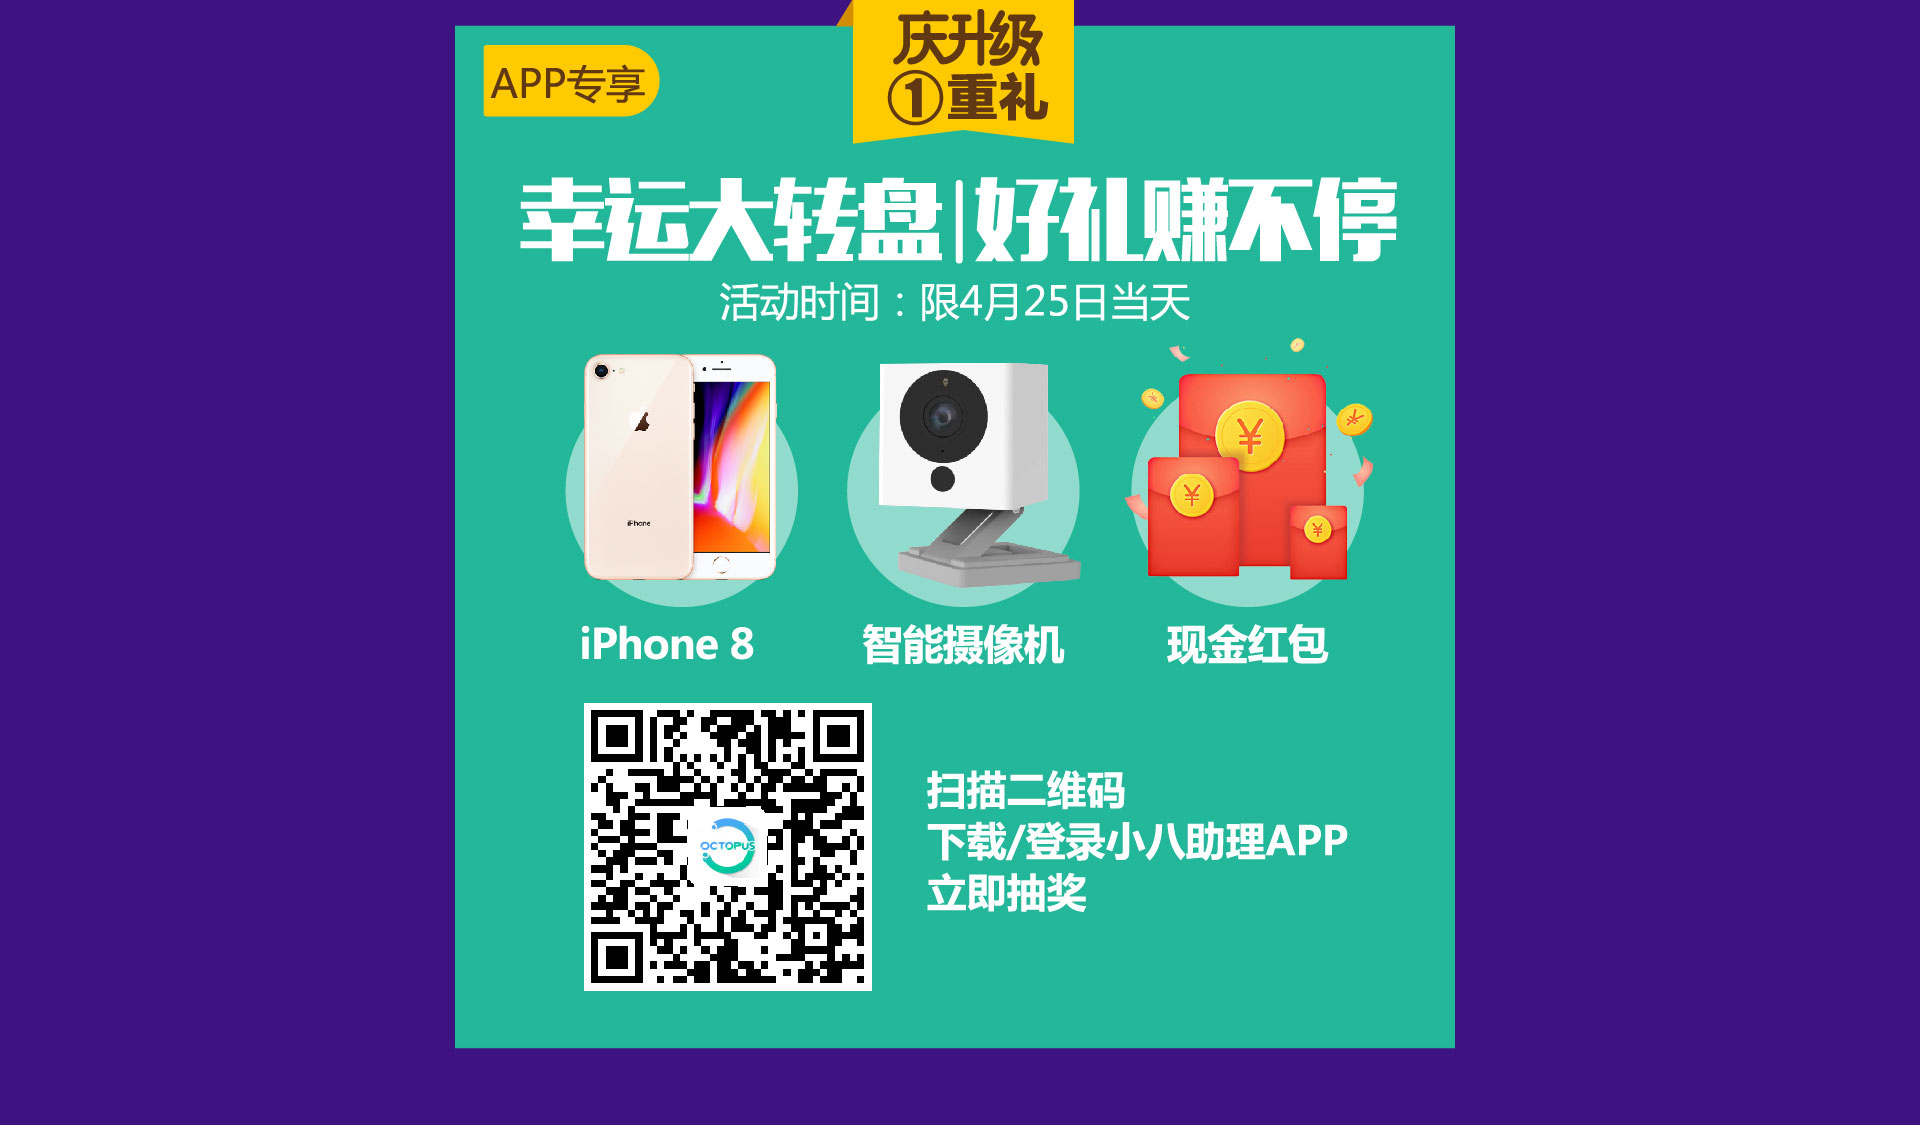 庆升级
①重礼
APP专享
幸运大转盘|好礼赚不停
活动时间：限4月25日当天
iPhone
iPhone 8
智能摄像机
现金红包
¥
¥
¥
OCTOPUS
扫描二维码
下载/登录小八助理APP
立即抽奖